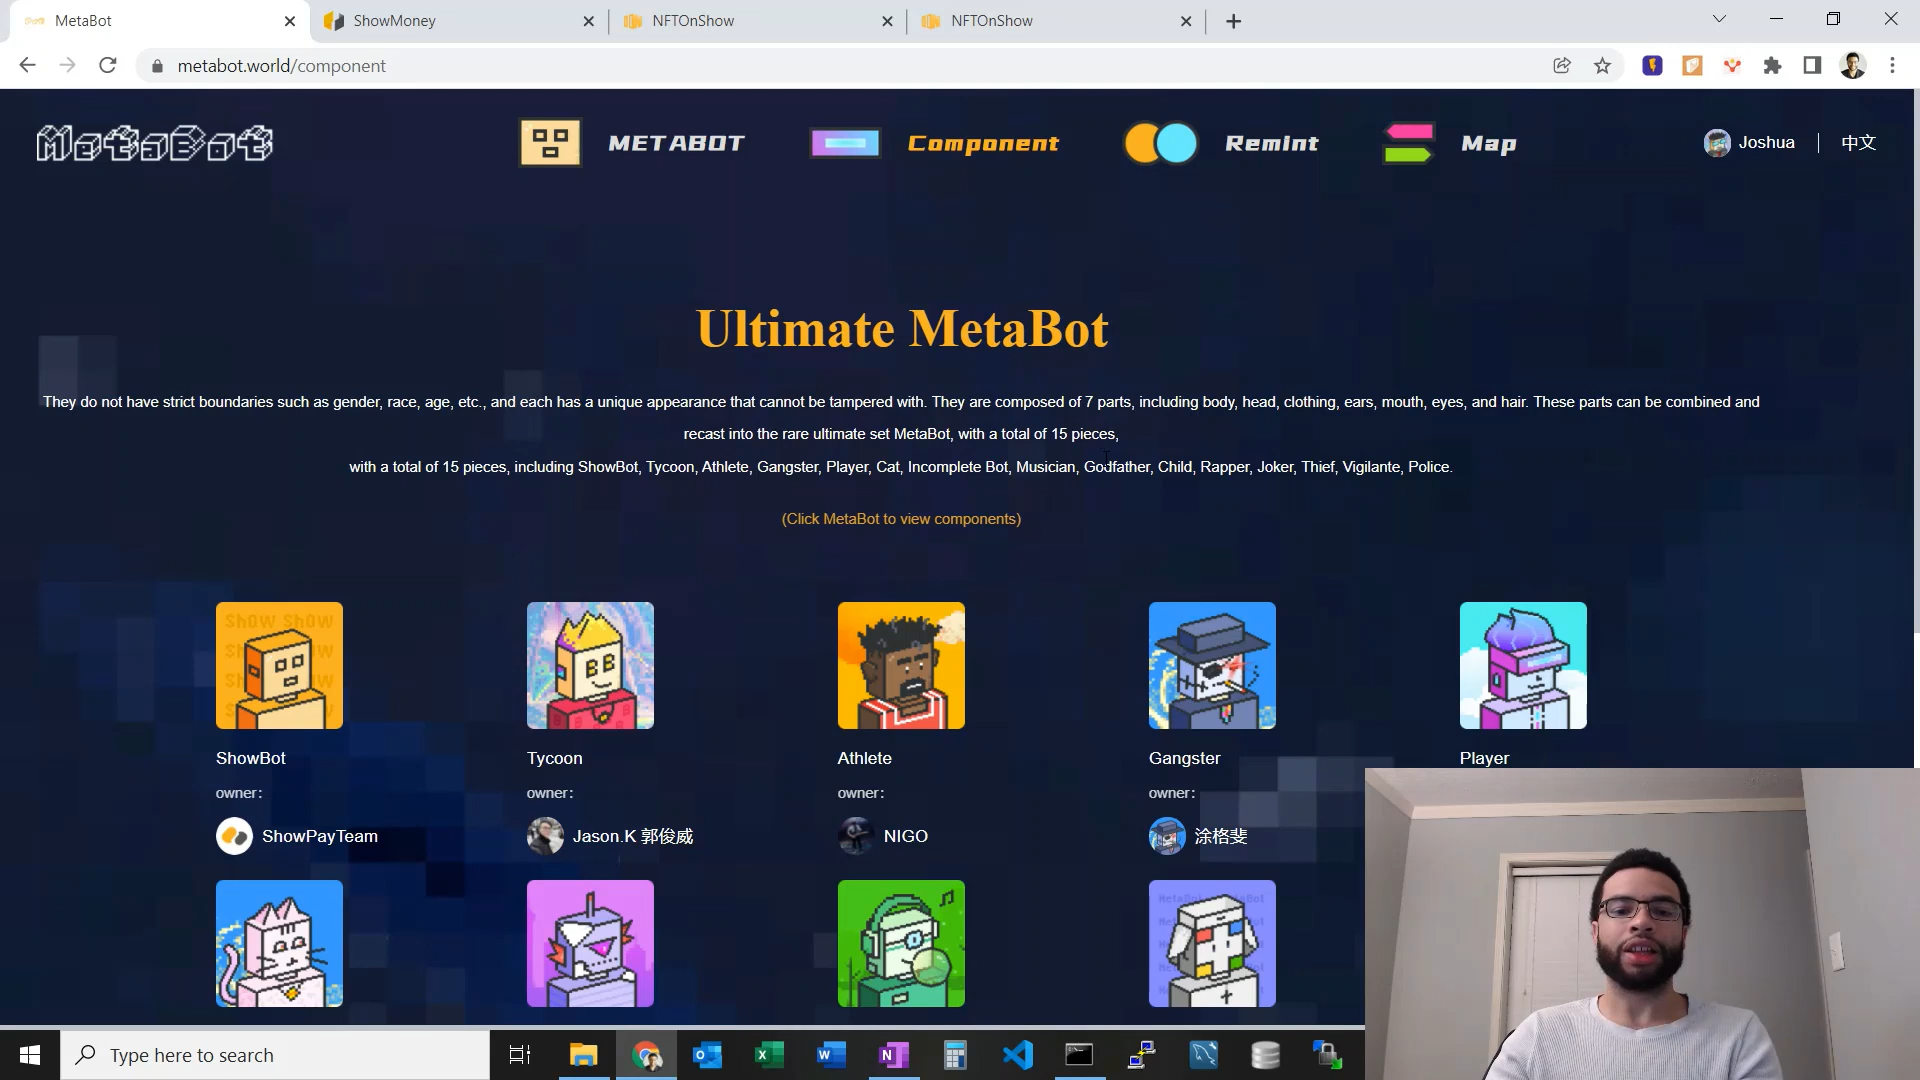 MetaBot
ShowMoney
NFTOnShow
NFTOnShow
metabot.world/component
MetaBot
METABOT
Component
Remint
Map
Joshua
中文
Ultimate MetaBot
They do not have strict boundaries such as gender, race, age, etc., and each has a unique appearance that cannot be tampered with. They are composed of 7 parts, including body, head, clothing, ears, mouth, eyes, and hair. These parts can be combined and
recast into the rare ultimate set MetaBot, with a total of 15 pieces,
with a total of 15 pieces, including ShowBot, Tycoon, Athlete, Gangster, Player, Cat, Incomplete Bot, Musician, Godfather, Child, Rapper, Joker, Thief, Vigilante, Police.
(Click MetaBot to view components)
ShowBot
Tycoon
Athlete
Gangster
Player
owner:
owner:
owner:
owner:
ShowPayTeam
Jason.K 郭俊威
NIGO
涂格斐
Type here to search